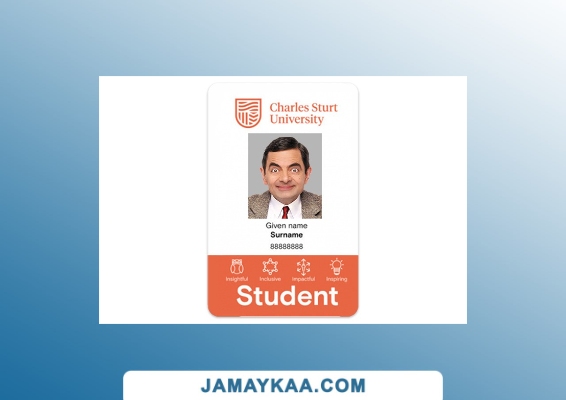 Charles Sturt
University
Given name
Surname
88888888
Insightful Inclusive Impactful Inspiring
Student
JAMAYKAA.COM